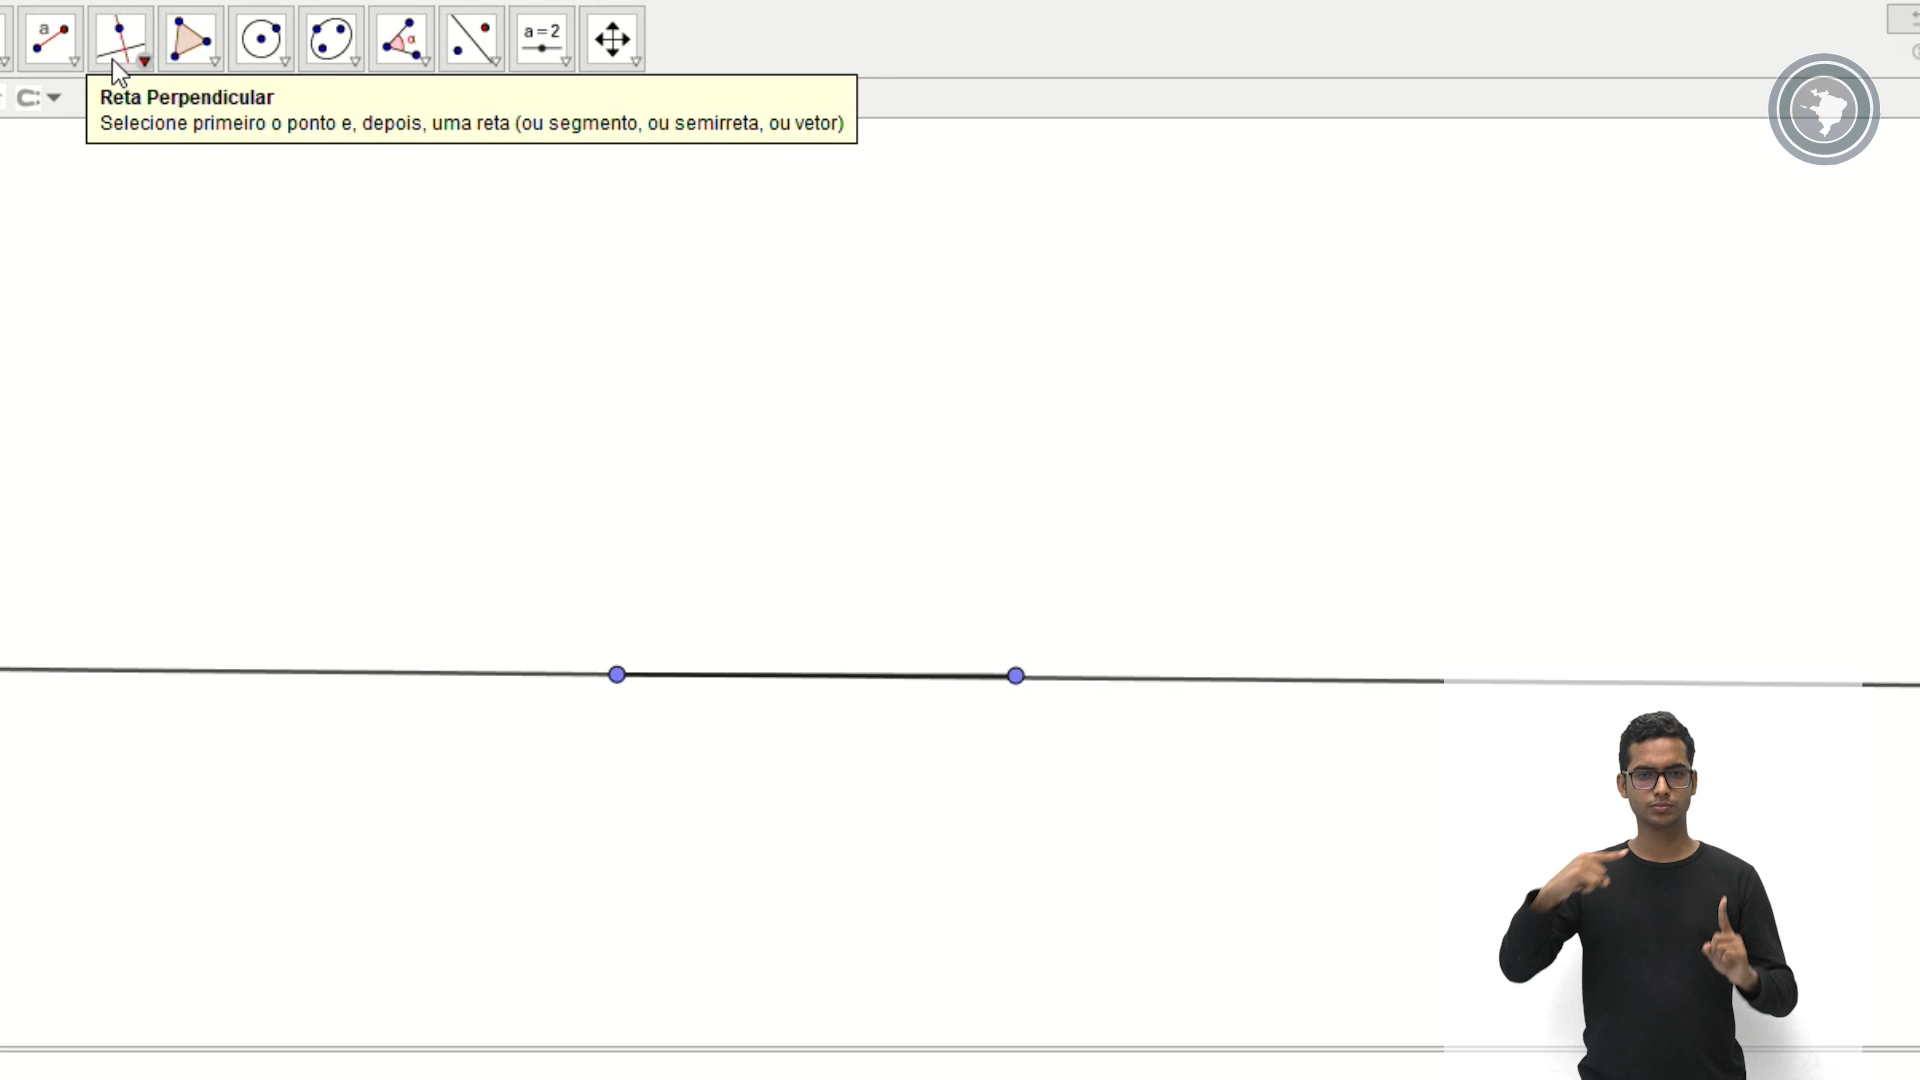 a
α
a = 2
Reta Perpendicular
Selecione primeiro o ponto e, depois, uma reta (ou segmento, ou semirreta, ou vetor)